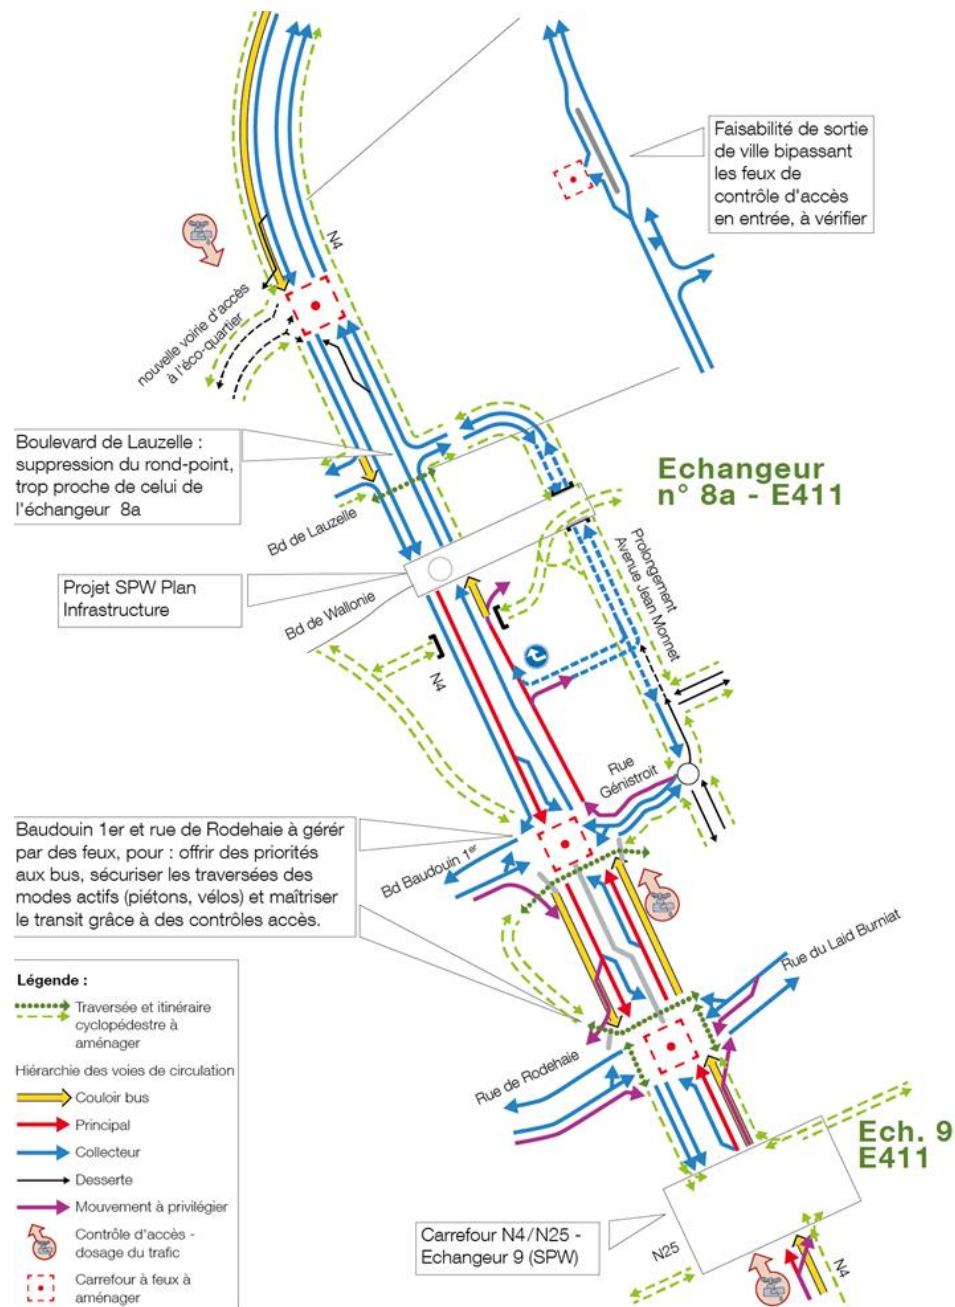 Faisabilité de sortie
de ville bipassant
les feux de
contrôle d'accès
en entrée, à vérifier
N4
nouvelle voirie d'accès
à l'éco-quartier
Boulevard de Lauzelle :
suppression du rond-point,
trop proche de celui de
l'échangeur 8a
Echangeur
n° 8a - E411
Bd de Lauzelle
Projet SPW Plan
Infrastructure
Bd de Wallonie
Prolongement
Avenue Jean Monnet
N4
Rue
Génistroit
Baudouin 1er et rue de Rodehaie à gérér
par des feux, pour : offrir des priorités
aux bus, sécuriser les traversées des
modes actifs (piétons, vélos) et maîtriser
le transit grâce à des contrôles accès.
Bd Baudouin 1er
Rue du Laid Burniat
Rue de Rodehaie
Légende :
Traversée et itinéraire
cyclopédestre à
aménager
Hiérarchie des voies de circulation
Couloir bus
Principal
Collecteur
Desserte
Mouvement à privilégier
Contrôle d'accès -
dosage du trafic
Carrefour à feux à
aménager
Ech. 9
E411
Carrefour N4/N25 -
Echangeur 9 (SPW)
N25
N4